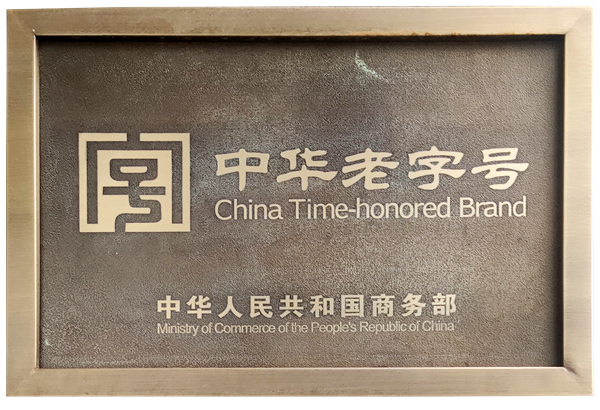 中华老字号
China Time-honored Brand
中华人民共和国商务部
Ministry of Commerce of the People's Republic of China